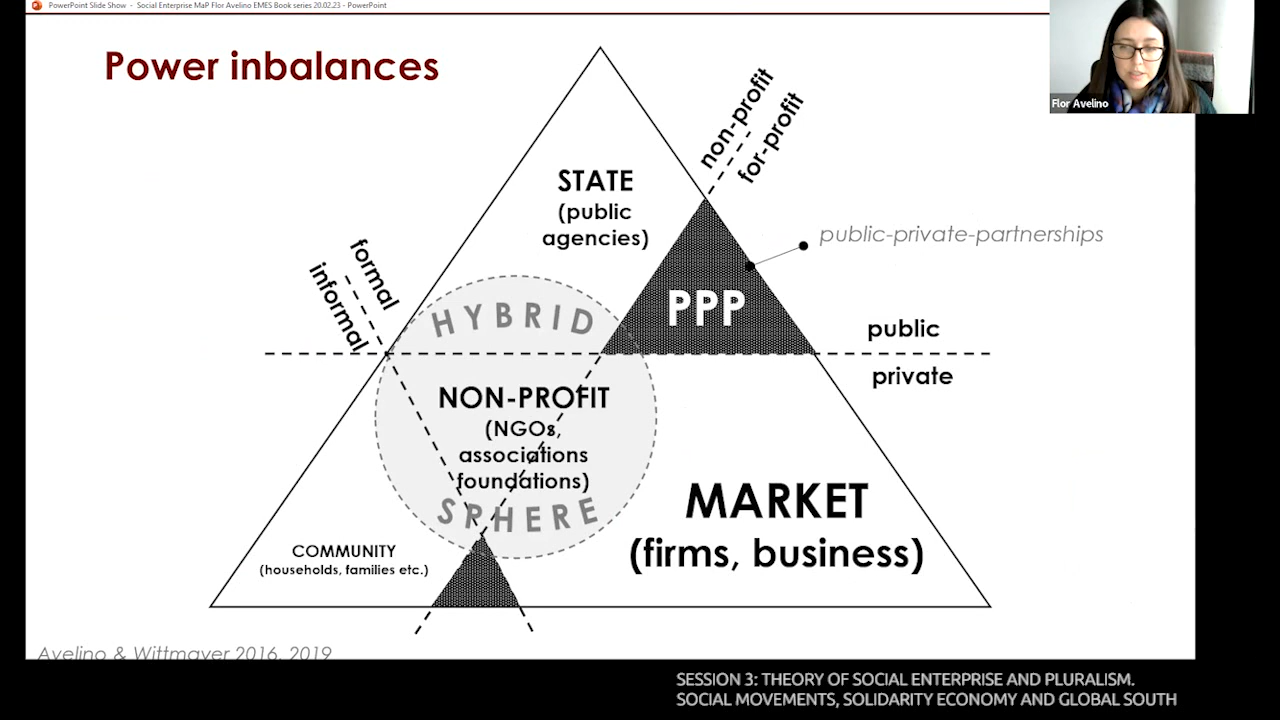 PowerPoint Slide Show - Social Enterprise MaP Flor Avelino EMES Book series 20.02.23 - PowerPoint
Power inbalances
Flor Avelino
non-profit
for-profit
STATE
(public
agencies)
public-private-partnerships
formal
informal
HYBRID
PPP
public
private
NON-PROFIT
(NGOs,
associations
foundations)
SPHERE
MARKET
(firms, business)
COMMUNITY
(households, families etc.)
Avelino & Wittmayer 2016, 2019
SESSION 3: THEORY OF SOCIAL ENTERPRISE AND PLURALISM.
SOCIAL MOVEMENTS, SOLIDARITY ECONOMY AND GLOBAL SOUTH